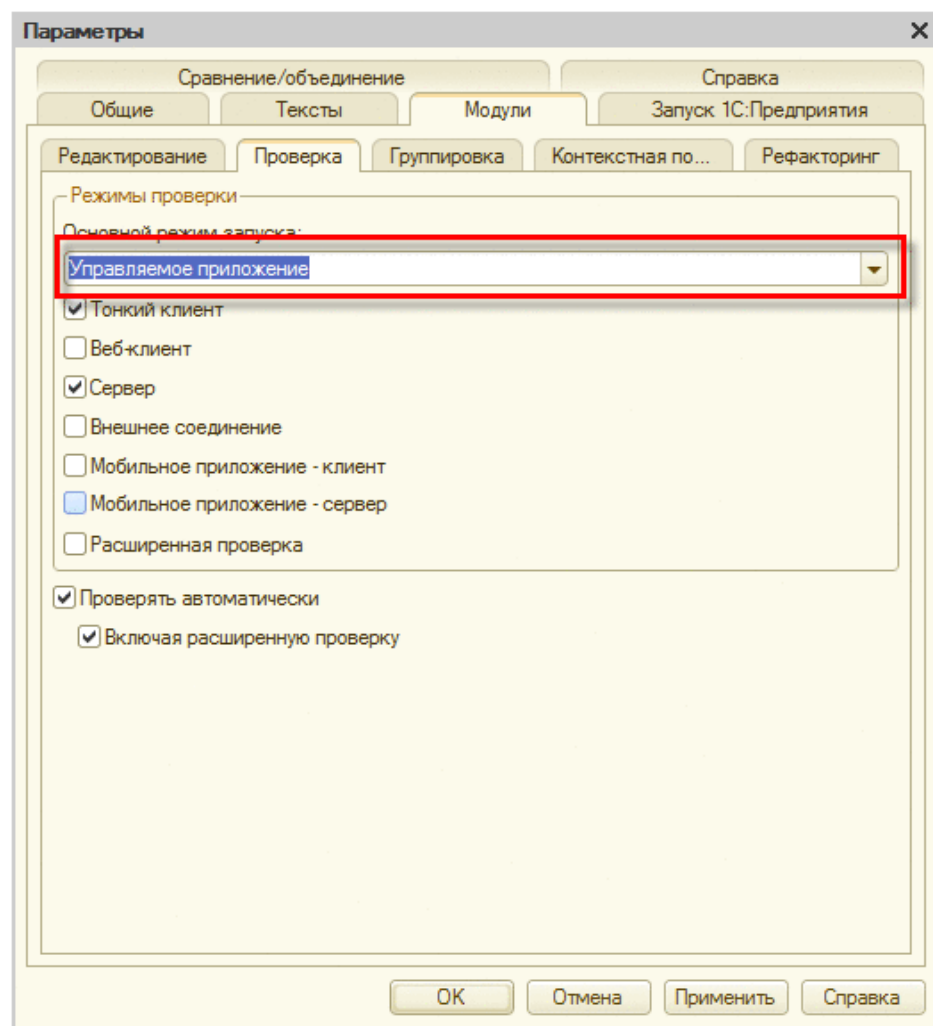 Параметры
Сравнение/объединение Справка
Общие Тексты Модули Запуск 1С:Предприятия
Редактирование Проверка Группировка Контекстная по... Рефакторинг
Режимы проверки
Основной режим запуска:
Управляемое приложение
Тонкий клиент
Веб-клиент
Сервер
Внешнее соединение
Мобильное приложение - клиент
Мобильное приложение - сервер
Расширенная проверка
Проверять автоматически
Включая расширенную проверку
ОК Отмена Применить Справка